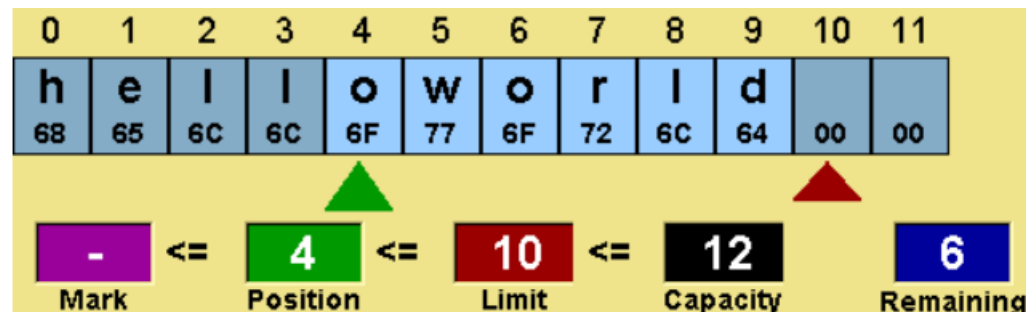 0 1 2 3 4 5 6 7 8 9 10 11
h e l l o w o r l d
68 65 6C 6C 6F 77 6F 72 6C 64 00 00
- <= 4 <= 10 <= 12 6
Mark Position Limit Capacity Remaining